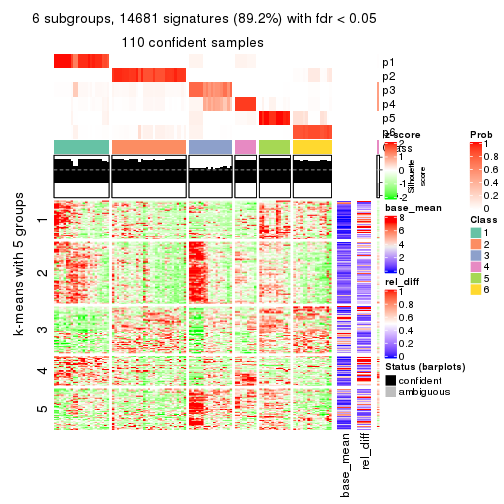 6 subgroups, 14681 signatures (89.2%) with fdr < 0.05
110 confident samples
p1
p2
p3
p4
p5
p6
Silhouette
score
k-means with 5 groups
1
2
3
4
5
base_mean
rel_diff
z-score
2
1
0
-1
-2
base_mean
8
6
4
2
0
rel_diff
1
0.8
0.6
0.4
0.2
0
Prob
1
0.8
0.6
0.4
0.2
0
Class
1
2
3
4
5
6
Status (barplots)
confident
ambiguous